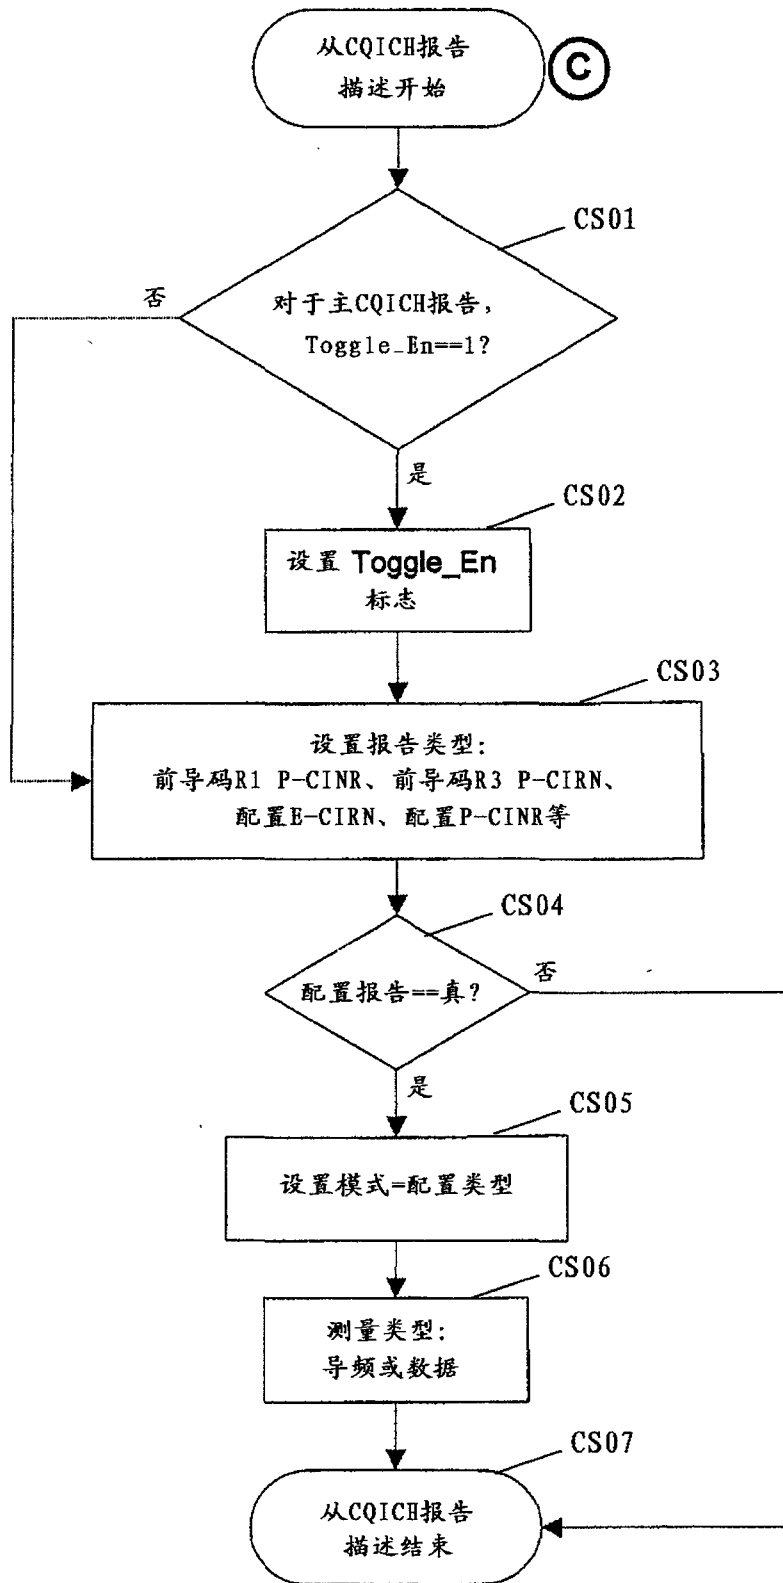 从CQICH报告
描述开始
C
CS01
否
对于主CQICH报告，
Toggle_En==1?
是
CS02
设置 Toggle_En
标志
CS03
设置报告类型：
前导码R1 P-CINR、前导码R3 P-CIRN、
配置E-CIRN、配置P-CINR等
CS04
否
配置报告==真?
是
CS05
设置模式=配置类型
CS06
测量类型：
导频或数据
CS07
从CQICH报告
描述结束